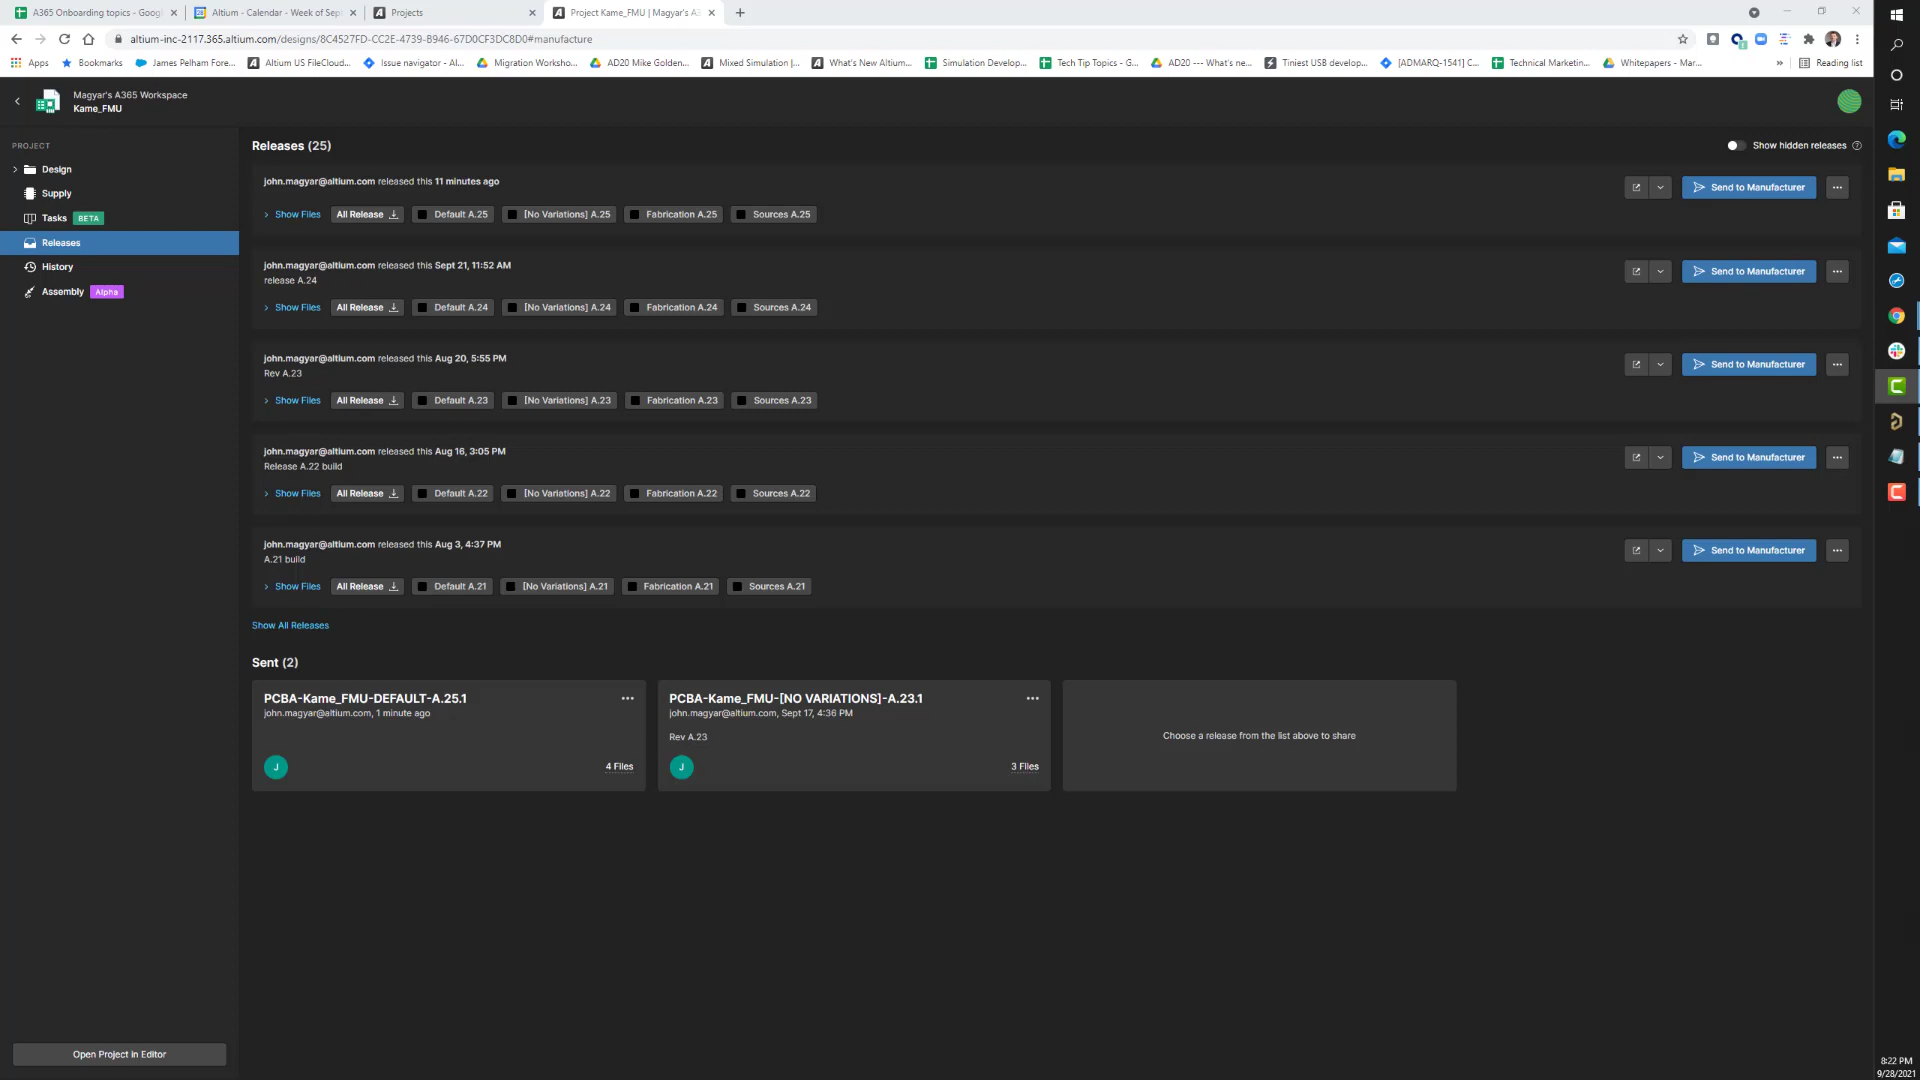 A365 Onboarding topics - Googl
Altium - Calendar - Week of Sep
Projects
Project Kame_FMU | Magyar's A3
altium-inc-2117.365.altium.com/designs/8C4527FD-CC2E-4739-B946-67D0CF3DC8D0#manufacture
Apps
Bookmarks
James Pelham Fore...
Altium US FileCloud...
Issue navigator - Al...
Migration Worksho...
AD20 Mike Golden...
Mixed Simulation |...
What's New Altium...
Simulation Develop...
Tech Tip Topics - G...
AD20 --- What's ne...
Tiniest USB develop...
[ADMARQ-1541] C...
Technical Marketin...
Whitepapers - Mar...
»
Reading list
Magyar's A365 Workspace
Kame_FMU
PROJECT
Design
Supply
Tasks BETA
Releases
History
Assembly Alpha
Open Project in Editor
Releases (25)
Show hidden releases
john.magyar@altium.com released this 11 minutes ago
Send to Manufacturer
Show Files All Release Default A.25 [No Variations] A.25 Fabrication A.25 Sources A.25
john.magyar@altium.com released this Sept 21, 11:52 AM
release A.24
Send to Manufacturer
Show Files All Release Default A.24 [No Variations] A.24 Fabrication A.24 Sources A.24
john.magyar@altium.com released this Aug 20, 5:55 PM
Rev A.23
Send to Manufacturer
Show Files All Release Default A.23 [No Variations] A.23 Fabrication A.23 Sources A.23
john.magyar@altium.com released this Aug 16, 3:05 PM
Release A.22 build
Send to Manufacturer
Show Files All Release Default A.22 [No Variations] A.22 Fabrication A.22 Sources A.22
john.magyar@altium.com released this Aug 3, 4:37 PM
A.21 build
Send to Manufacturer
Show Files All Release Default A.21 [No Variations] A.21 Fabrication A.21 Sources A.21
Show All Releases
Sent (2)
PCBA-Kame_FMU-DEFAULT-A.25.1
john.magyar@altium.com, 1 minute ago
J
4 Files
PCBA-Kame_FMU-[NO VARIATIONS]-A.23.1
john.magyar@altium.com, Sept 17, 4:36 PM
Rev A.23
J
3 Files
Choose a release from the list above to share
8:22 PM
9/28/2021